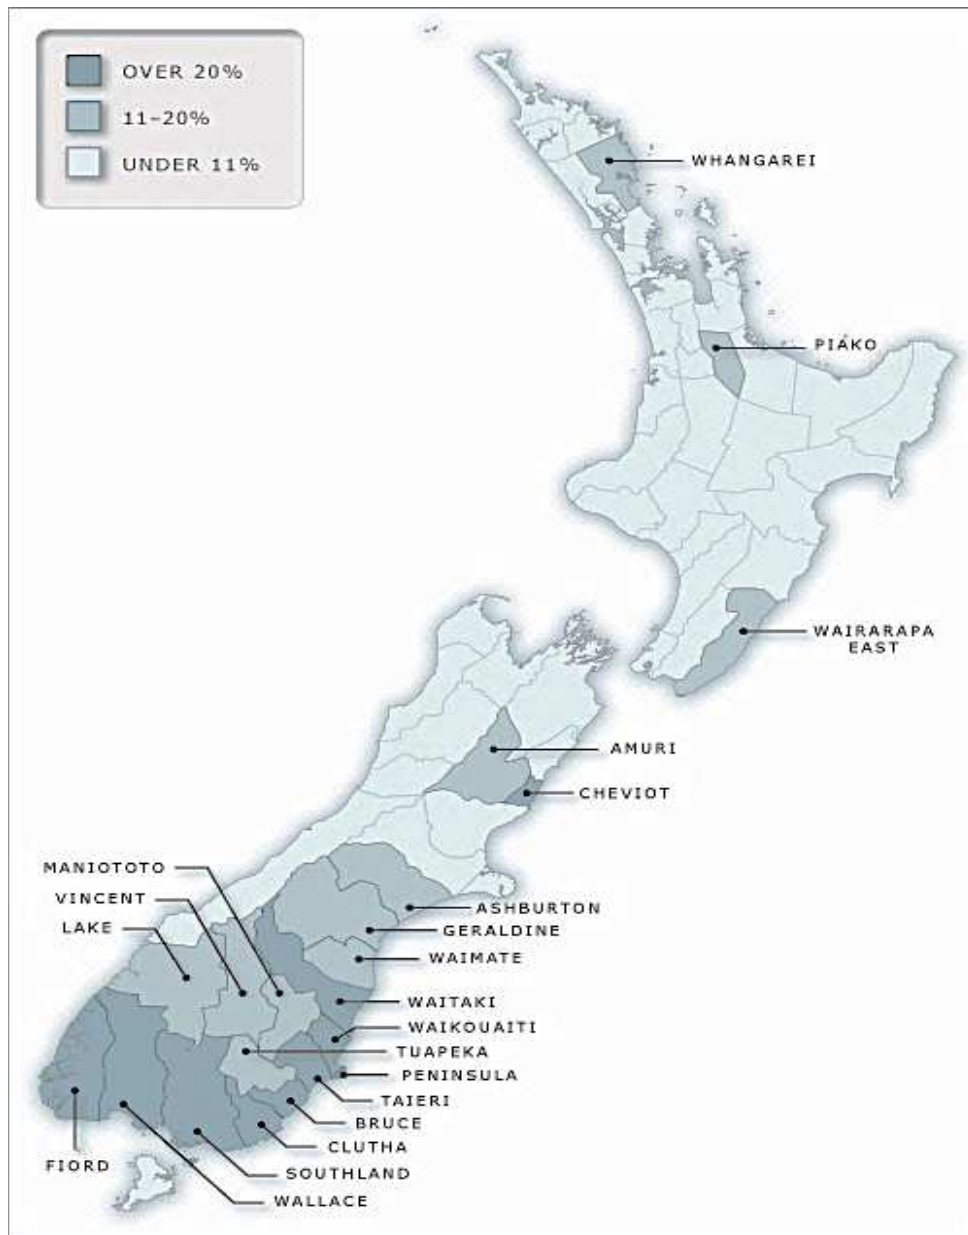 OVER 20%
11–20%
UNDER 11%
WHANGAREI
PIAKO
WAIRARAPA
EAST
AMURI
CHEVIOT
MANIOTOTO
VINCENT
LAKE
ASHBURTON
GERALDINE
WAIMATE
WAITAKI
WAIKOUAITI
TUAPEKA
PENINSULA
TAIERI
BRUCE
CLUTHA
FIORD
SOUTHLAND
WALLACE